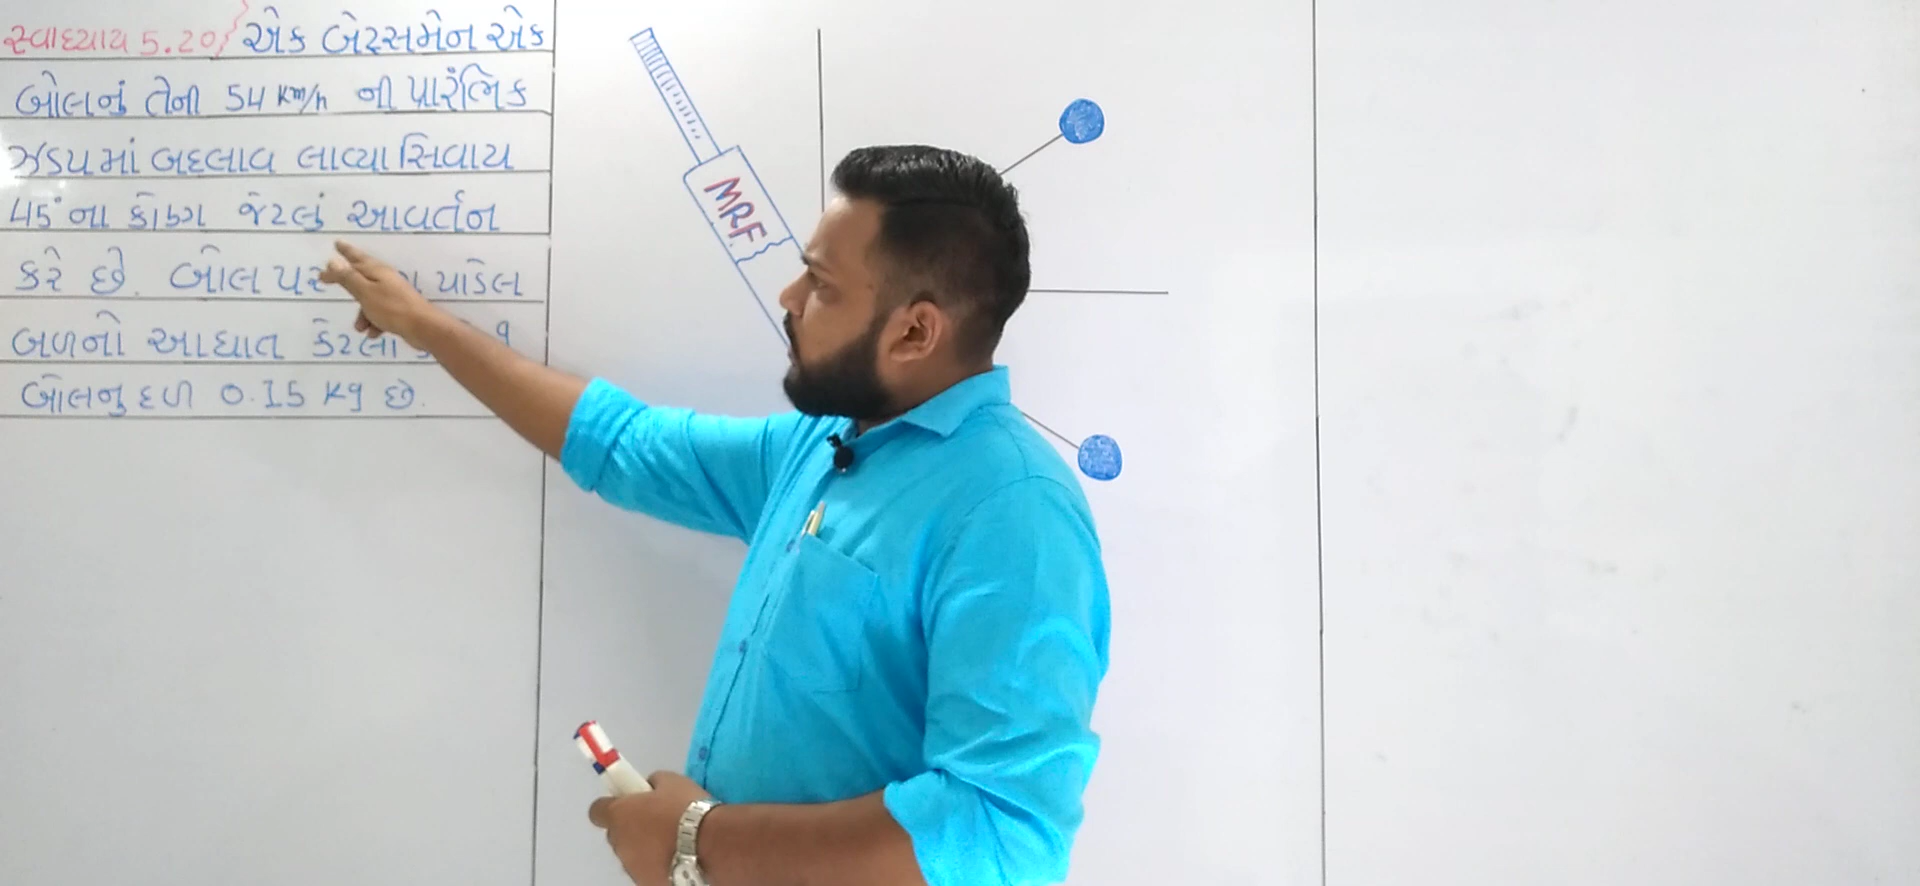 સ્વાધ્યાય 5.20 એક બેટ્સમેન એક
બોલનું તેની 54 km/h ની પ્રારંભિક
ઝડપમાં બદલાવ લાવ્યા સિવાય
45° ના કોણ જેટલું આવર્તન
કરે છે. બોલ પર પાડેલ
બળનો આઘાત કેટલો ?
બોલનુ દળ 0.15 kg છે.
MRF